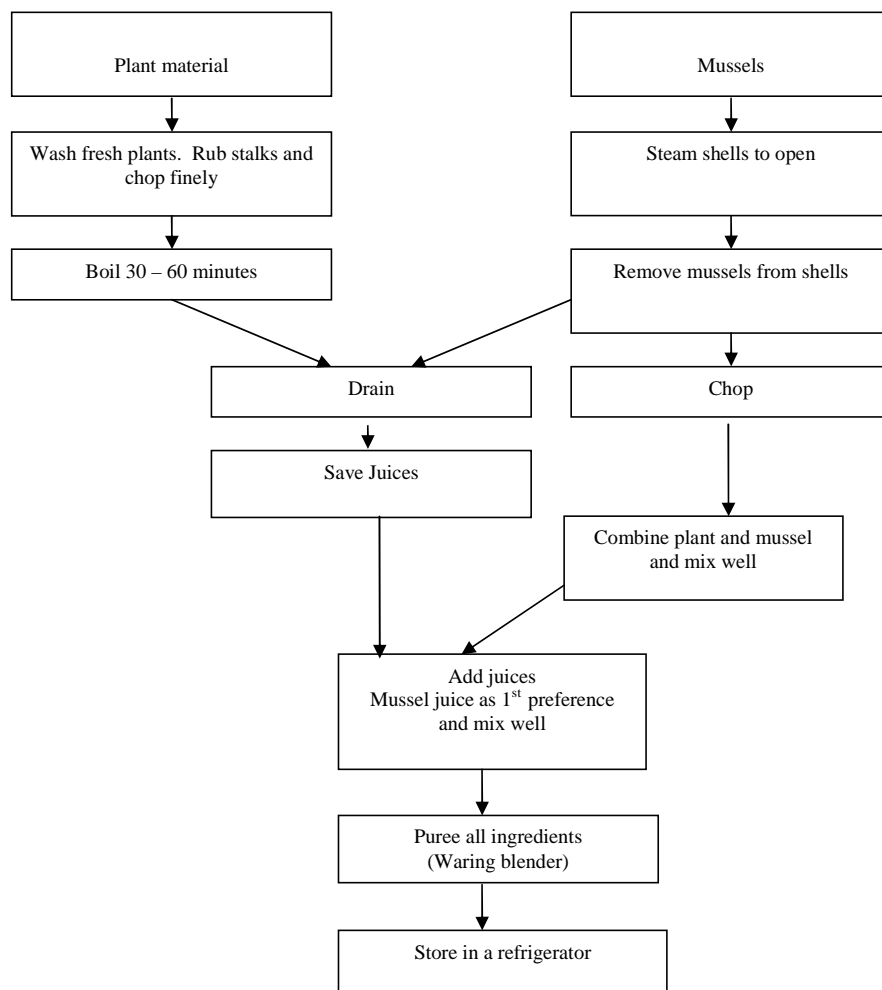 Plant material
Mussels
Wash fresh plants. Rub stalks and
chop finely
Steam shells to open
Boil 30 – 60 minutes
Remove mussels from shells
Drain
Chop
Save Juices
Combine plant and mussel
and mix well
Add juices
Mussel juice as 1st preference
and mix well
Puree all ingredients
(Waring blender)
Store in a refrigerator